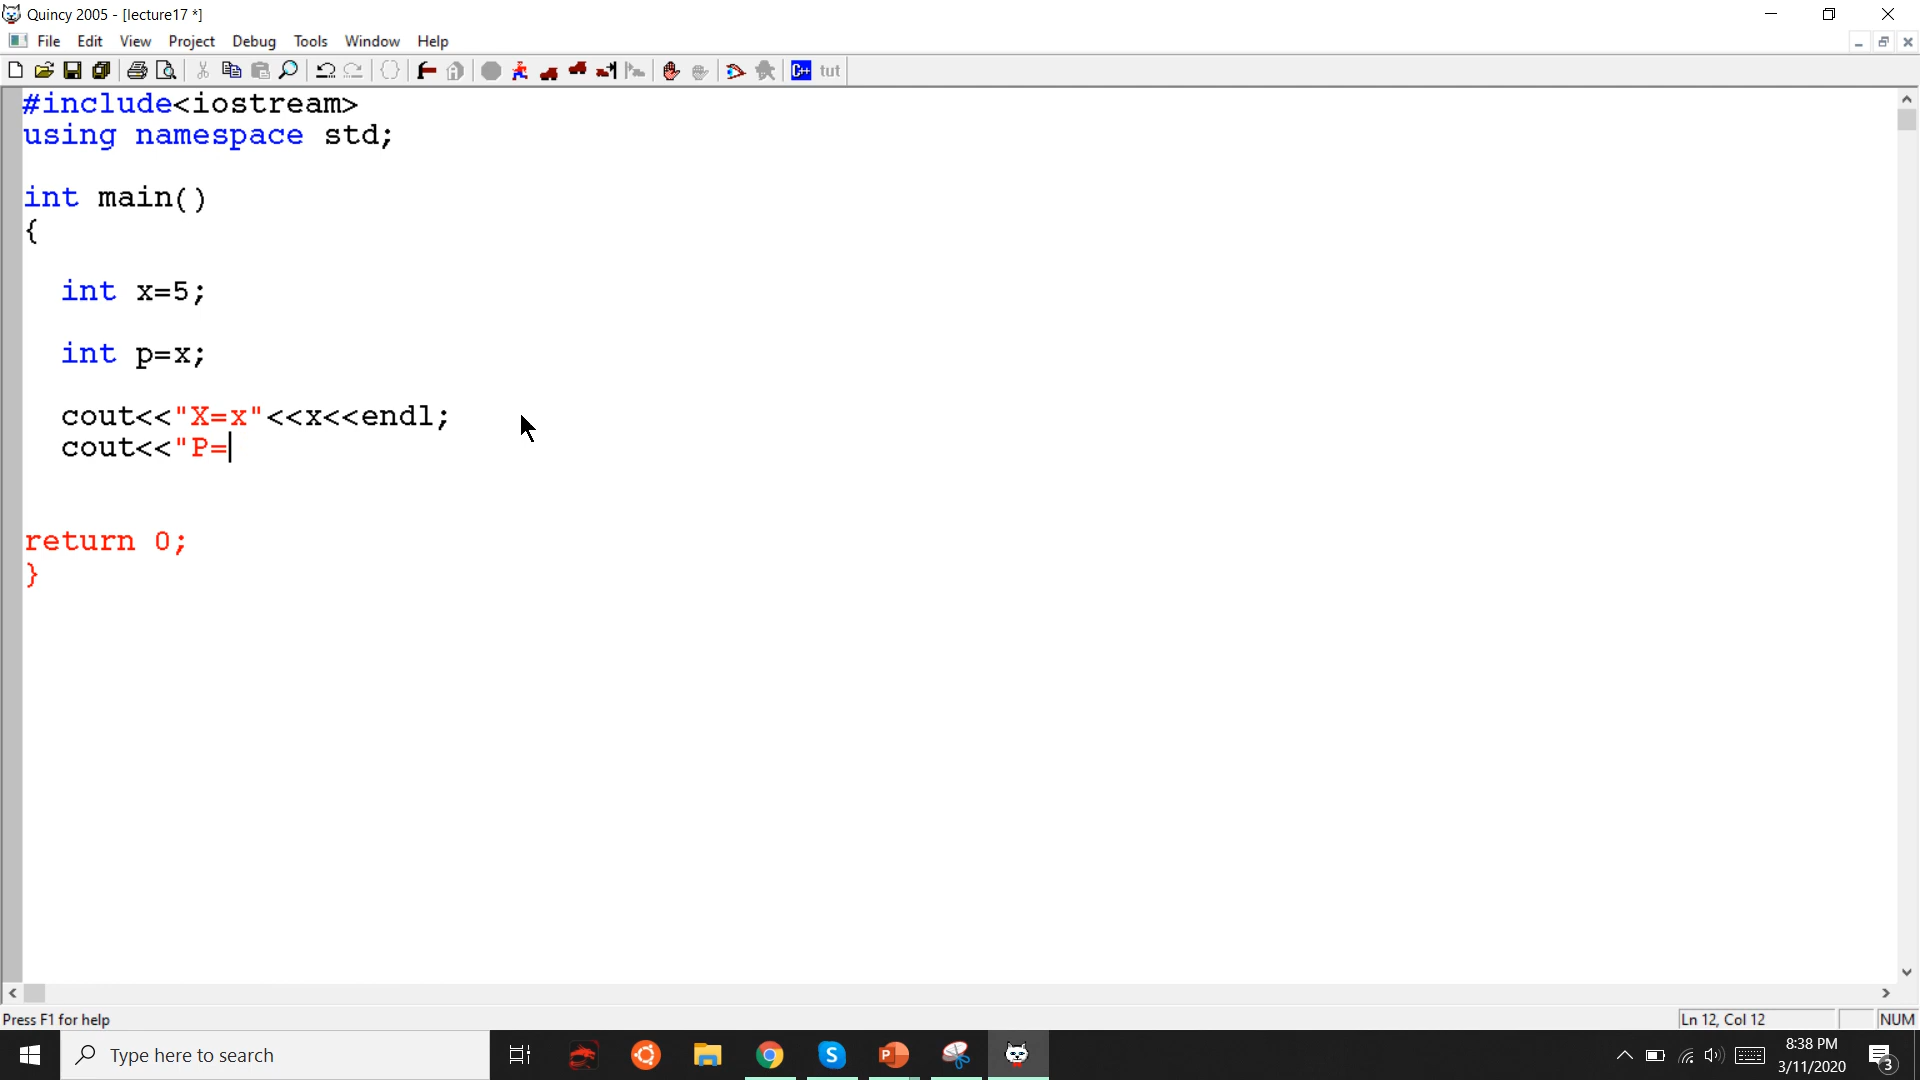 Quincy 2005 - [lecture17 *]
File Edit View Project Debug Tools Window Help
C++ tut
#include<iostream>
using namespace std;
int main()
{
int x=5;
int p=x;
cout<<"X=x"<<x<<endl;
cout<<"P=
return 0;
}
Press F1 for help
Ln 12, Col 12
NUM
Type here to search
8:38 PM
3/11/2020
3